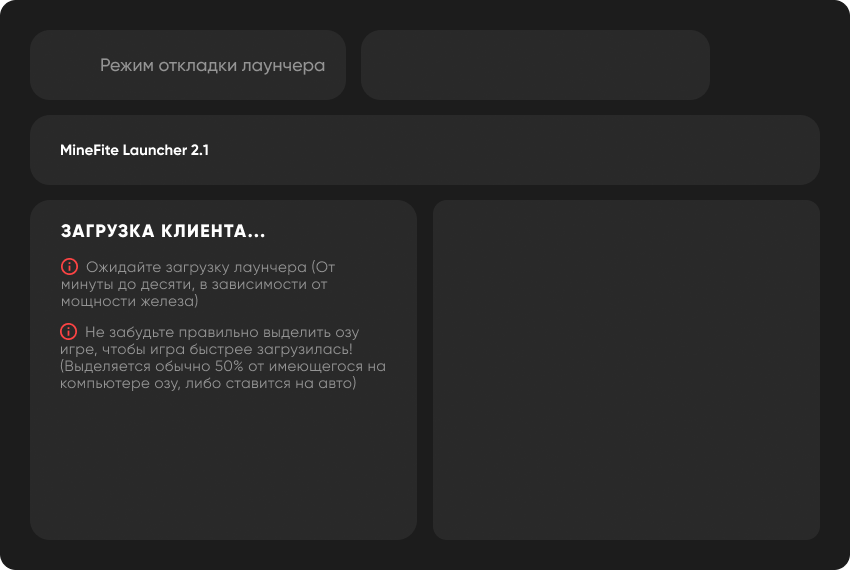 Режим откладки лаунчера
MineFite Launcher 2.1
ЗАГРУЗКА КЛИЕНТА...
Ожидайте загрузку лаунчера (От
минуты до десяти, в зависимости от
мощности железа)
Не забудьте правильно выделить озу
игре, чтобы игра быстрее загрузилась!
(Выделяется обычно 50% от имеющегося на
компьютере озу, либо ставится на авто)